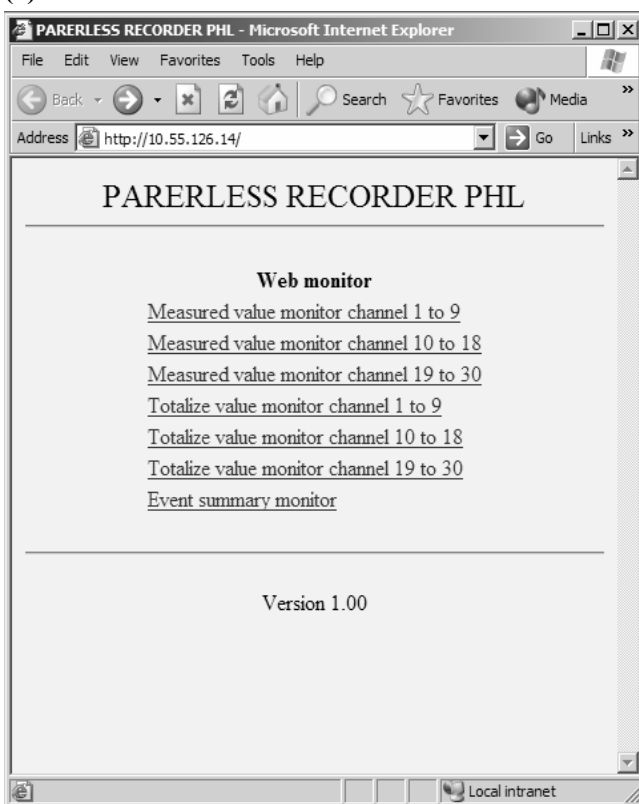 PARERLESS RECORDER PHL - Microsoft Internet Explorer
File Edit View Favorites Tools Help
Back Search Favorites Media »
Address http://10.55.126.14/ Go Links »
PARERLESS RECORDER PHL
Web monitor
Measured value monitor channel 1 to 9
Measured value monitor channel 10 to 18
Measured value monitor channel 19 to 30
Totalize value monitor channel 1 to 9
Totalize value monitor channel 10 to 18
Totalize value monitor channel 19 to 30
Event summary monitor
Version 1.00
Local intranet